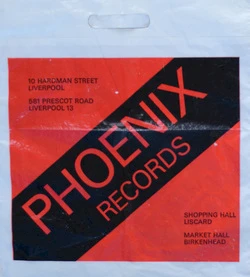 10 HARDMAN STREET
LIVERPOOL
581 PRESCOT ROAD
LIVERPOOL 13
PHOENIX
RECORDS
SHOPPING HALL
LISCARD
MARKET HALL
BIRKENHEAD